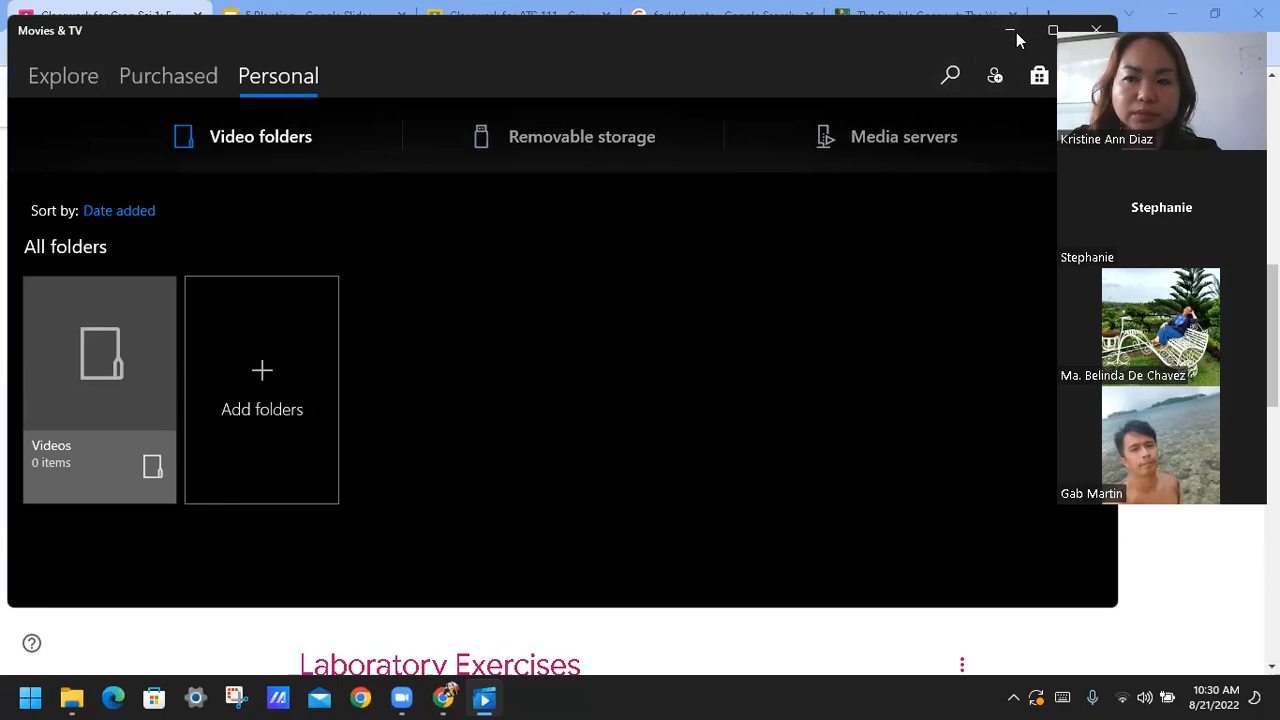 Movies & TV
Explore Purchased Personal
Video folders Removable storage Media servers
Kristine Ann Diaz
Stephanie
Stephanie
Sort by: Date added
All folders
Add folders
Videos
0 items
Ma. Belinda De Chavez
Gab Martin
Laboratory Exercises
10:30 AM
8/21/2022